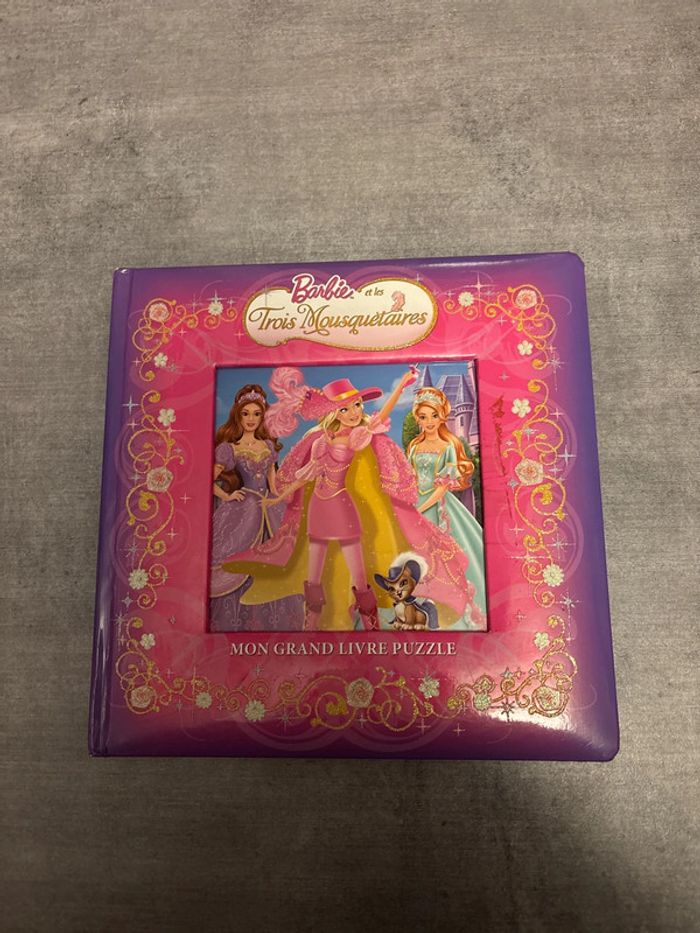 Barbie et les
Trois Mousquetaires
MON GRAND LIVRE PUZZLE